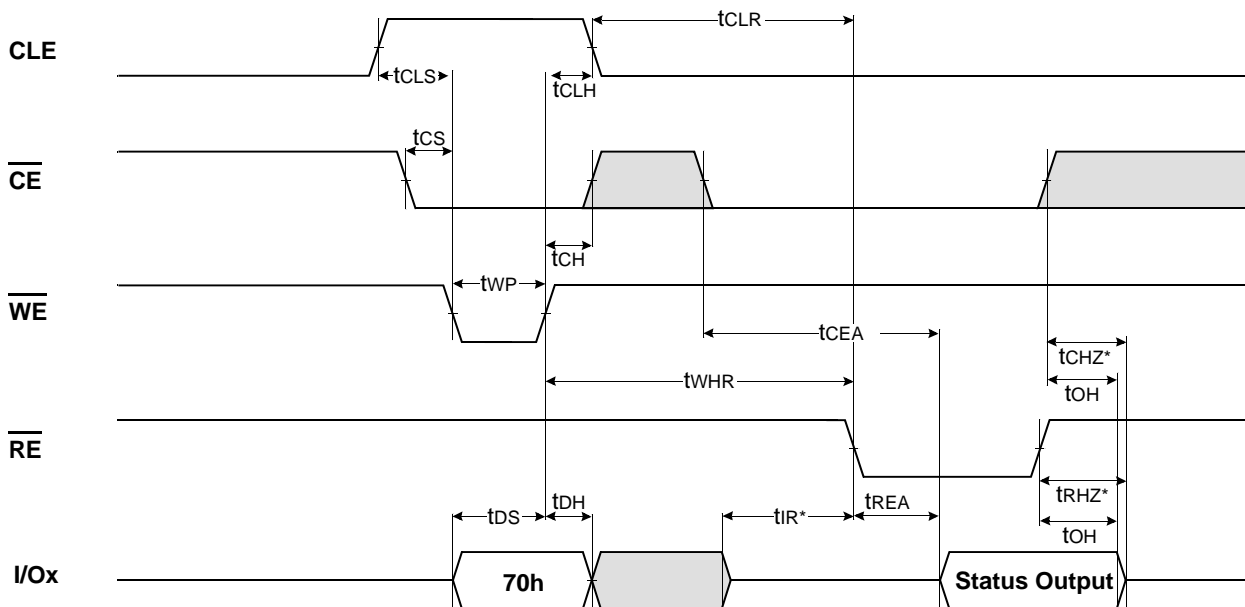 CLE
tCLR
tCLS
tCLH
CE
tCS
tCH
WE
tWP
tCEA
tCHZ*
tOH
tWHR
RE
tRHZ*
tOH
tDS
tDH
tIR*
tREA
I/Ox
70h
Status Output